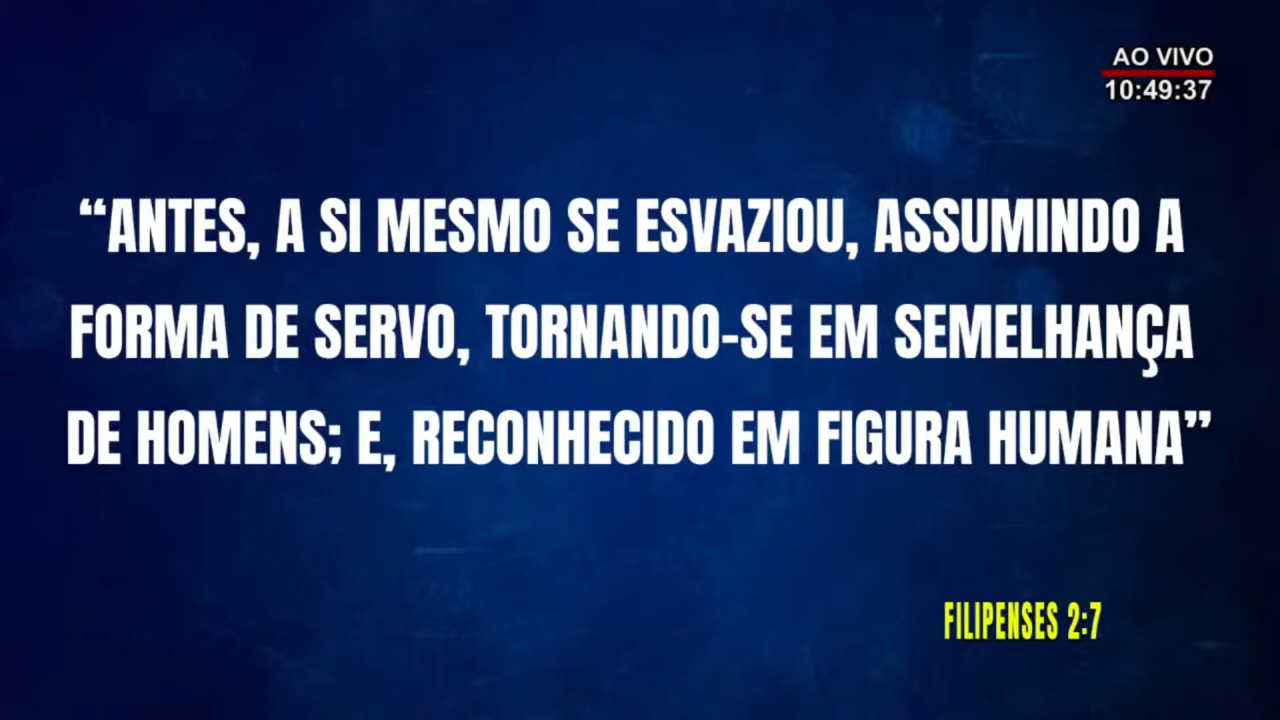 AO VIVO
10:49:37
“ANTES, A SI MESMO SE ESVAZIOU, ASSUMINDO A
FORMA DE SERVO, TORNANDO-SE EM SEMELHANÇA
DE HOMENS; E, RECONHECIDO EM FIGURA HUMANA”
FILIPENSES 2:7